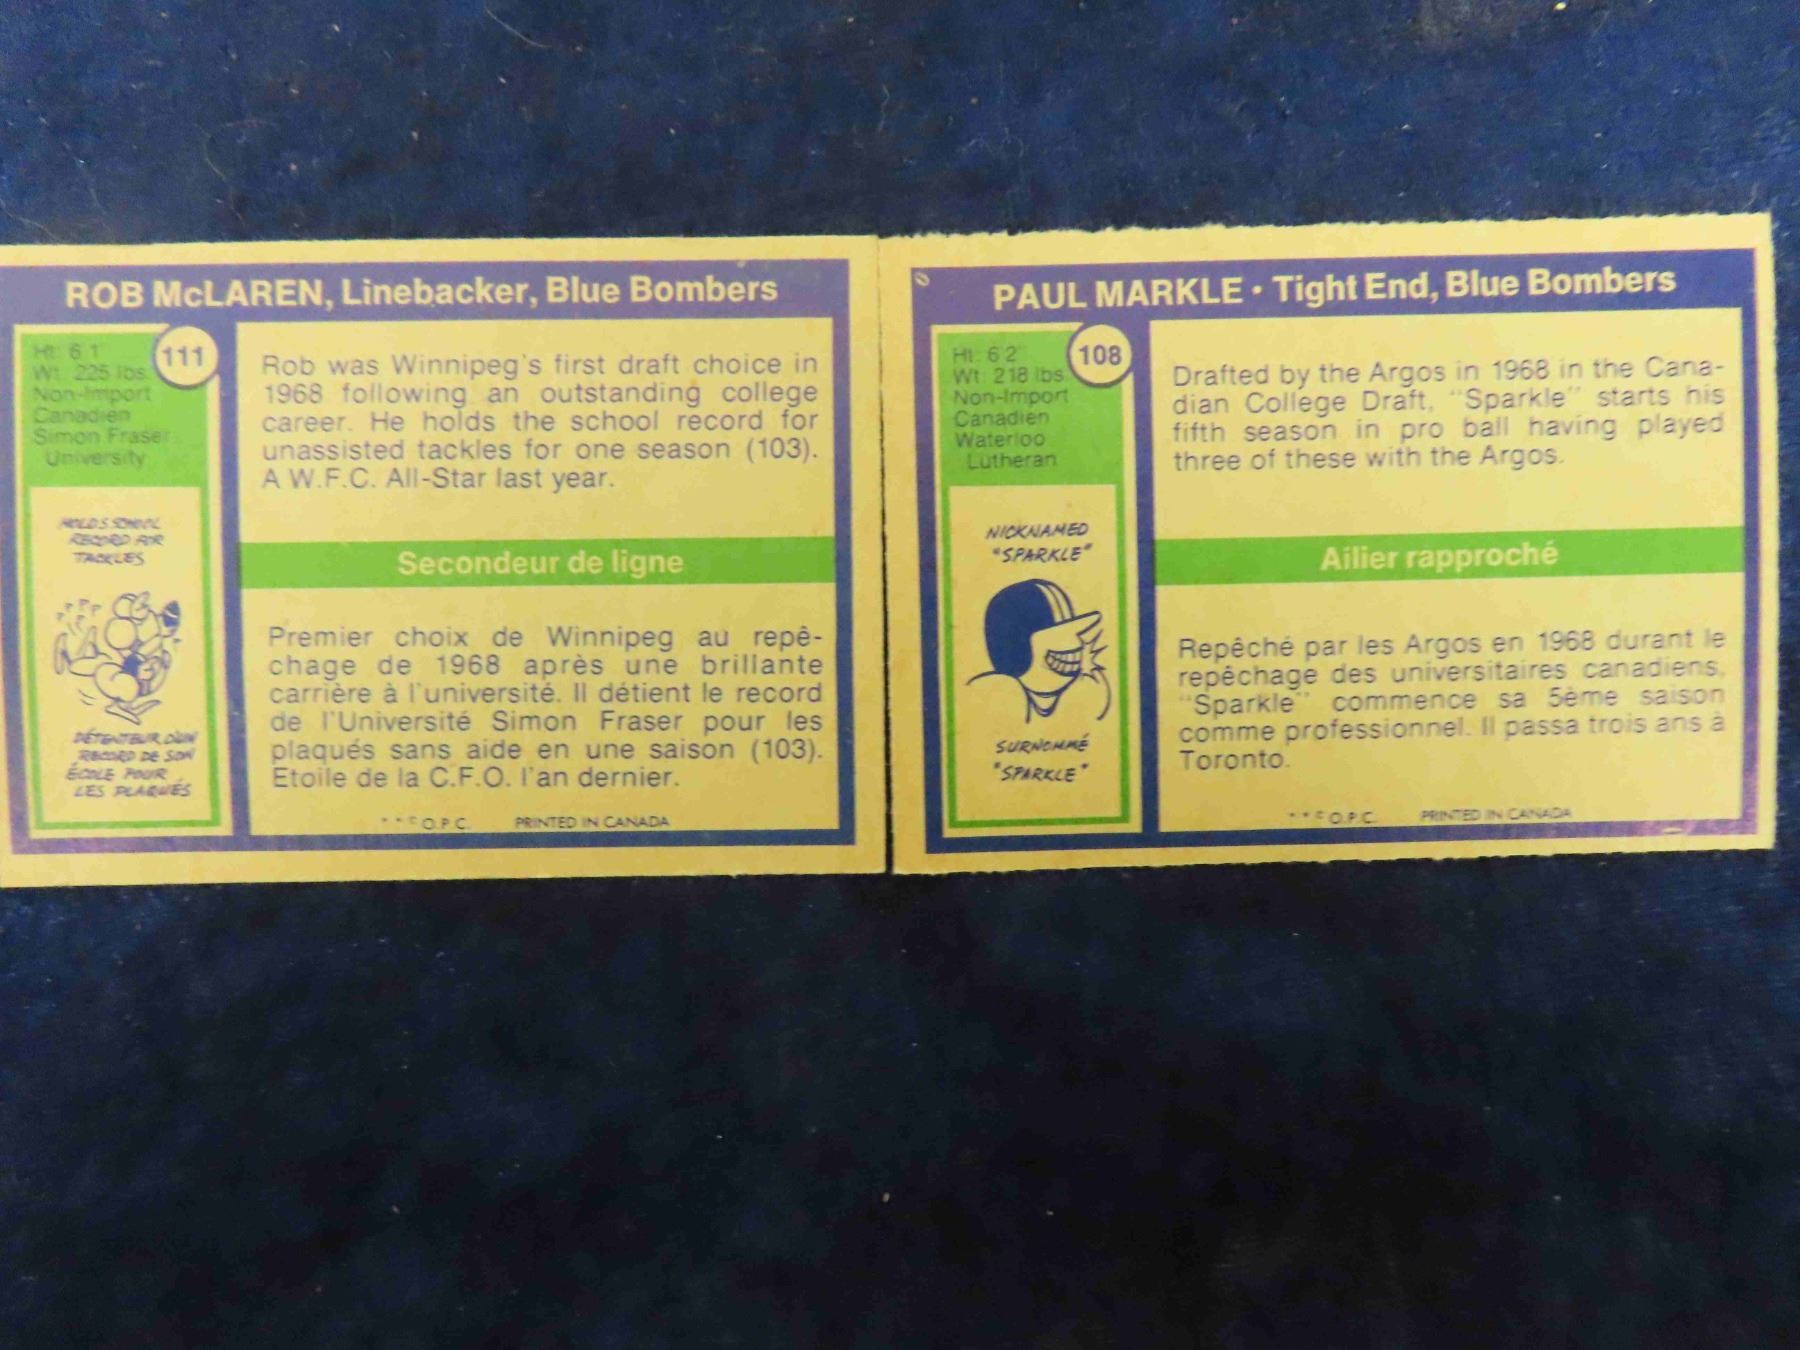 ROB McLAREN, Linebacker, Blue Bombers
111
Ht: 6'1
Wt: 225 lbs.
Non-Import
Canadien
Simon Fraser
University
HOLDS SCHOOL
RECORD FOR
TACKLES
DÉTENTEUR D'UN
RECORD DE SON
ÉCOLE POUR
LES PLAQUÉS
Rob was Winnipeg's first draft choice in
1968 following an outstanding college
career. He holds the school record for
unassisted tackles for one season (103).
A W.F.C. All-Star last year.
Secondeur de ligne
Premier choix de Winnipeg au repê-
chage de 1968 après une brillante
carrière à l'université. Il détient le record
de l'Université Simon Fraser pour les
plaqués sans aide en une saison (103).
Etoile de la C.F.O. l'an dernier.
* * © O.P.C. PRINTED IN CANADA
PAUL MARKLE • Tight End, Blue Bombers
108
Ht: 6'2
Wt: 218 lbs.
Non-Import
Canadien
Waterloo
Lutheran
NICKNAMED
"SPARKLE"
SURNOMMÉ
"SPARKLE"
Drafted by the Argos in 1968 in the Cana-
dian College Draft, "Sparkle" starts his
fifth season in pro ball having played
three of these with the Argos.
Ailier rapproché
Repêché par les Argos en 1968 durant le
repêchage des universitaires canadiens,
"Sparkle" commence sa 5ème saison
comme professionnel. Il passa trois ans à
Toronto.
* * © O.P.C. PRINTED IN CANADA